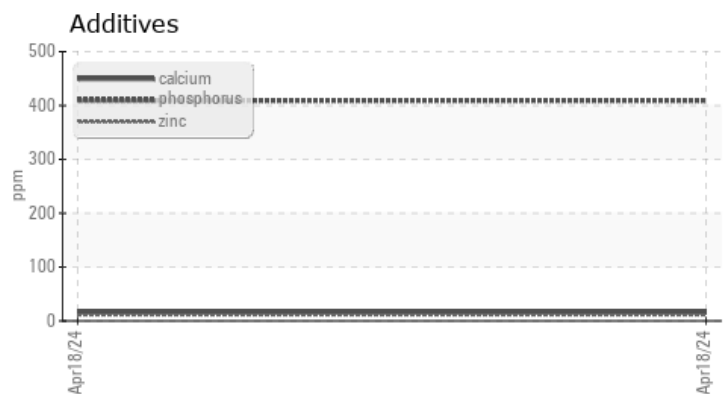 Additives
500
400
300
200
100
0
ppm
calcium
phosphorus
zinc
Apr18/24
Apr18/24